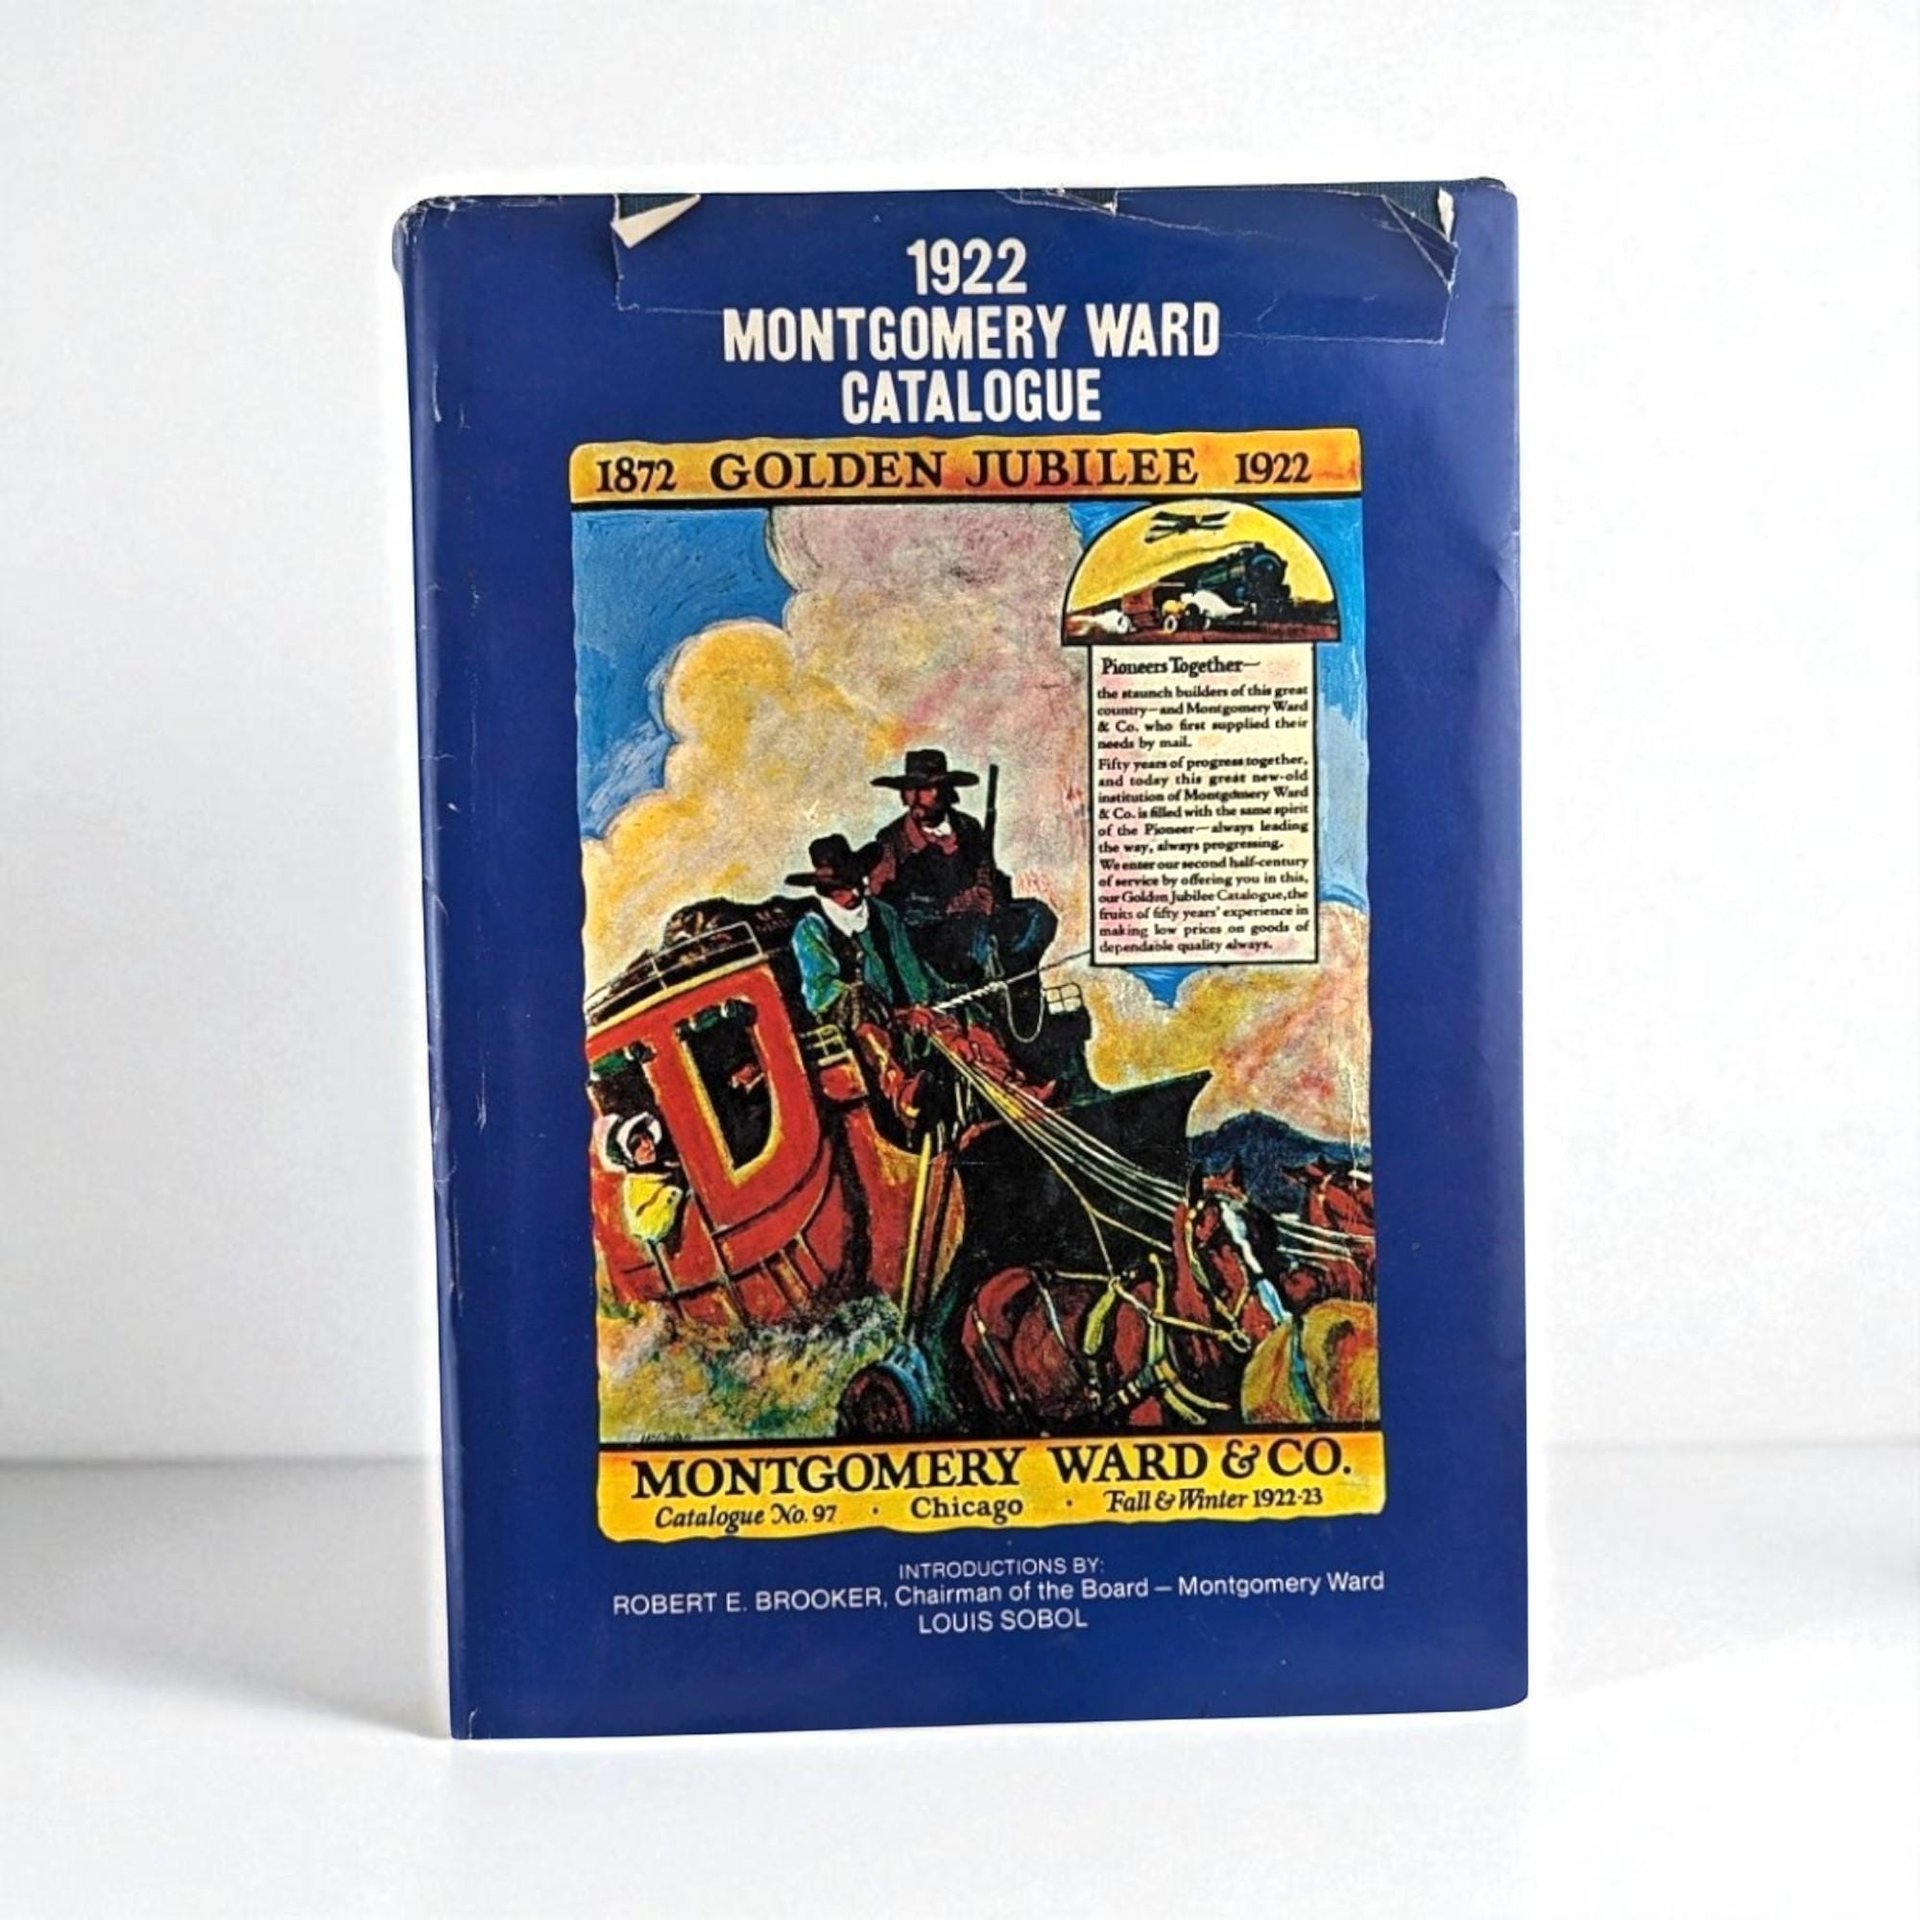 1922
MONTGOMERY WARD
CATALOGUE
1872 GOLDEN JUBILEE 1922
Pioneers Together—
the staunch builders of this great
country—and Montgomery Ward
& Co. who first supplied their
needs by mail.
Fifty years of progress together,
and today this great new-old
institution of Montgomery Ward
& Co. is filled with the same spirit
of the Pioneer—always leading
the way, always progressing.
We enter our second half-century
of service by offering you in this,
our Golden Jubilee Catalogue, the
fruits of fifty years' experience in
making low prices on goods of
dependable quality always.
MONTGOMERY WARD & CO.
Catalogue No. 97 · Chicago · Fall & Winter 1922-23
INTRODUCTIONS BY:
ROBERT E. BROOKER, Chairman of the Board — Montgomery Ward
LOUIS SOBOL